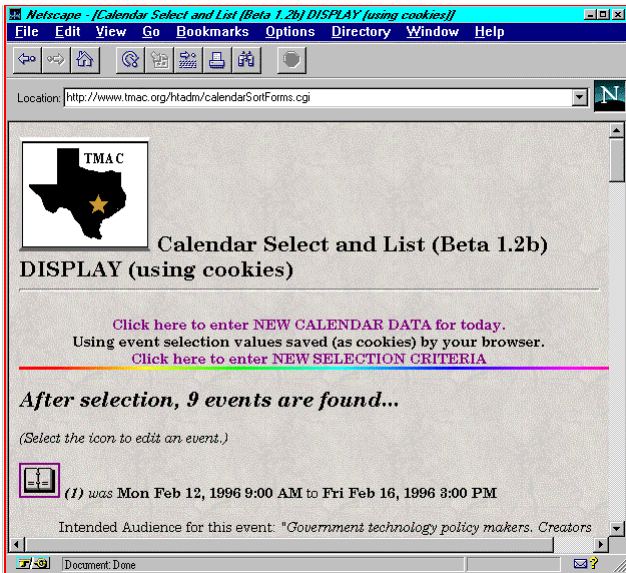 Netscape - [Calendar Select and List (Beta 1.2b) DISPLAY (using cookies)]
File Edit View Go Bookmarks Options Directory Window Help
Location: http://www.tmac.org/htadm/calendarSortForms.cgi
N
TMAC
Calendar Select and List (Beta 1.2b)
DISPLAY (using cookies)
Click here to enter NEW CALENDAR DATA for today.
Using event selection values saved (as cookies) by your browser.
Click here to enter NEW SELECTION CRITERIA
After selection, 9 events are found...
(Select the icon to edit an event.)
(1) was Mon Feb 12, 1996 9:00 AM to Fri Feb 16, 1996 3:00 PM
Intended Audience for this event: "Government technology policy makers. Creators
Document: Done
?